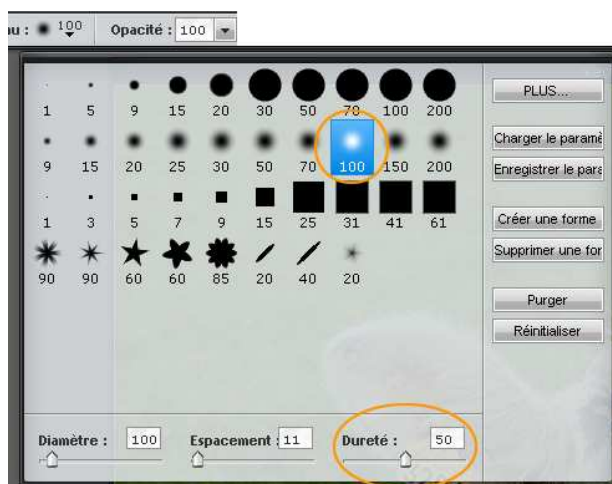 au : 100 Opacité : 100
1 5 9 15 20 30 50 70 100 200
9 15 20 25 30 50 70 100 150 200
1 3 5 7 9 15 25 31 41 61
90 90 60 60 85 20 40 20
PLUS...
Charger le paramè
Enregistrer le para
Créer une forme
Supprimer une for
Purger
Réinitialiser
Diamètre : 100 Espacement : 11 Dureté : 50